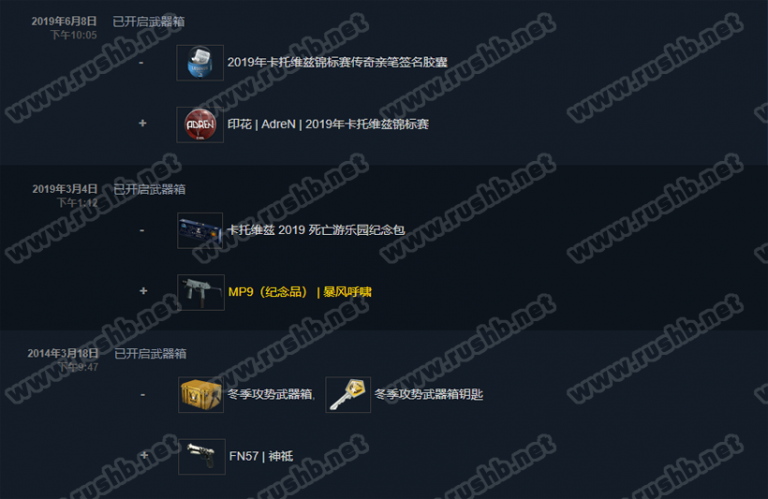 2019年6月8日 已开启武器箱
下午10:05
- 2019年卡托维兹锦标赛传奇亲笔签名胶囊
+ 印花 | AdreN | 2019年卡托维兹锦标赛
2019年3月4日 已开启武器箱
下午1:12
- 卡托维兹 2019 死亡游乐园纪念包
+ MP9（纪念品） | 暴风呼啸
2014年3月18日 已开启武器箱
下午9:47
- 冬季攻势武器箱, 冬季攻势武器箱钥匙
+ FN57 | 神祗
ADREN
www.rushb.net